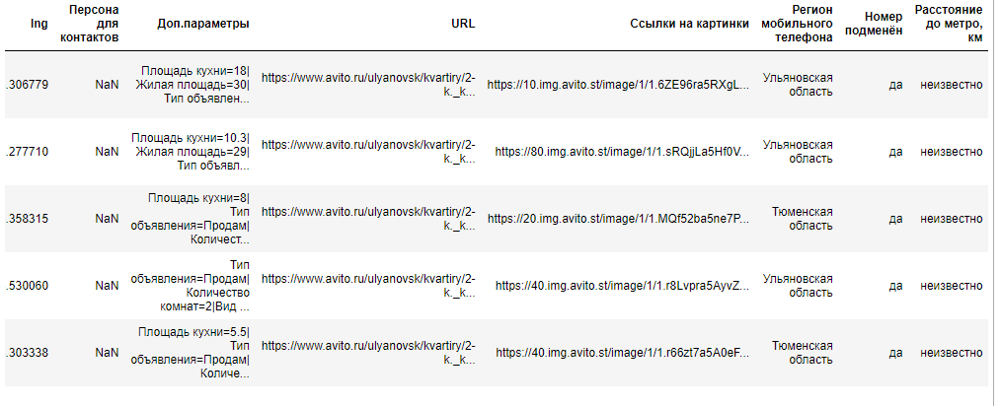 lng
Персона
для
контактов
Доп.параметры
URL
Ссылки на картинки
Регион
мобильного
телефона
Номер
подменён
Расстояние
до метро,
км
.306779
NaN
Площадь кухни=18|
Жилая площадь=30|
Тип объявлен...
https://www.avito.ru/ulyanovsk/kvartiry/2-
k._k...
https://10.img.avito.st/image/1/1.6ZE96ra5RXgL...
Ульяновская
область
да
неизвестно
.277710
NaN
Площадь кухни=10.3|
Жилая площадь=29|
Тип объявл...
https://www.avito.ru/ulyanovsk/kvartiry/2-
k._k...
https://80.img.avito.st/image/1/1.sRQjjLa5Hf0V...
Ульяновская
область
да
неизвестно
.358315
NaN
Площадь кухни=8|
Тип
объявления=Продам|
Количест...
https://www.avito.ru/ulyanovsk/kvartiry/2-
k._k...
https://20.img.avito.st/image/1/1.MQf52ba5ne7P...
Тюменская
область
да
неизвестно
.530060
NaN
Тип
объявления=Продам|
Количество
комнат=2|Вид ...
https://www.avito.ru/ulyanovsk/kvartiry/2-
k._k...
https://40.img.avito.st/image/1/1.r8Lvpra5AyvZ...
Ульяновская
область
да
неизвестно
.303338
NaN
Площадь кухни=5.5|
Тип
объявления=Продам|
Количе...
https://www.avito.ru/ulyanovsk/kvartiry/2-
k._k...
https://40.img.avito.st/image/1/1.r66zt7a5A0eF...
Тюменская
область
да
неизвестно